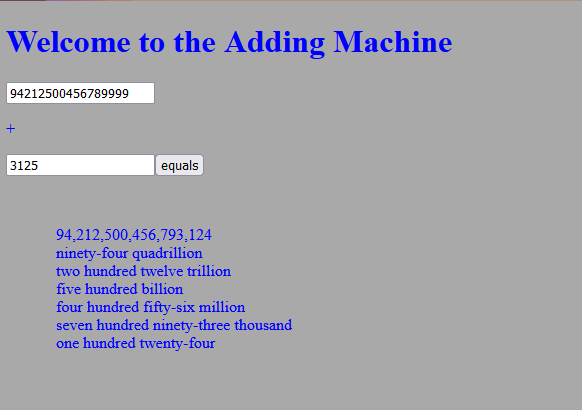 Welcome to the Adding Machine
94212500456789999
+
3125 equals
94,212,500,456,793,124
ninety-four quadrillion
two hundred twelve trillion
five hundred billion
four hundred fifty-six million
seven hundred ninety-three thousand
one hundred twenty-four